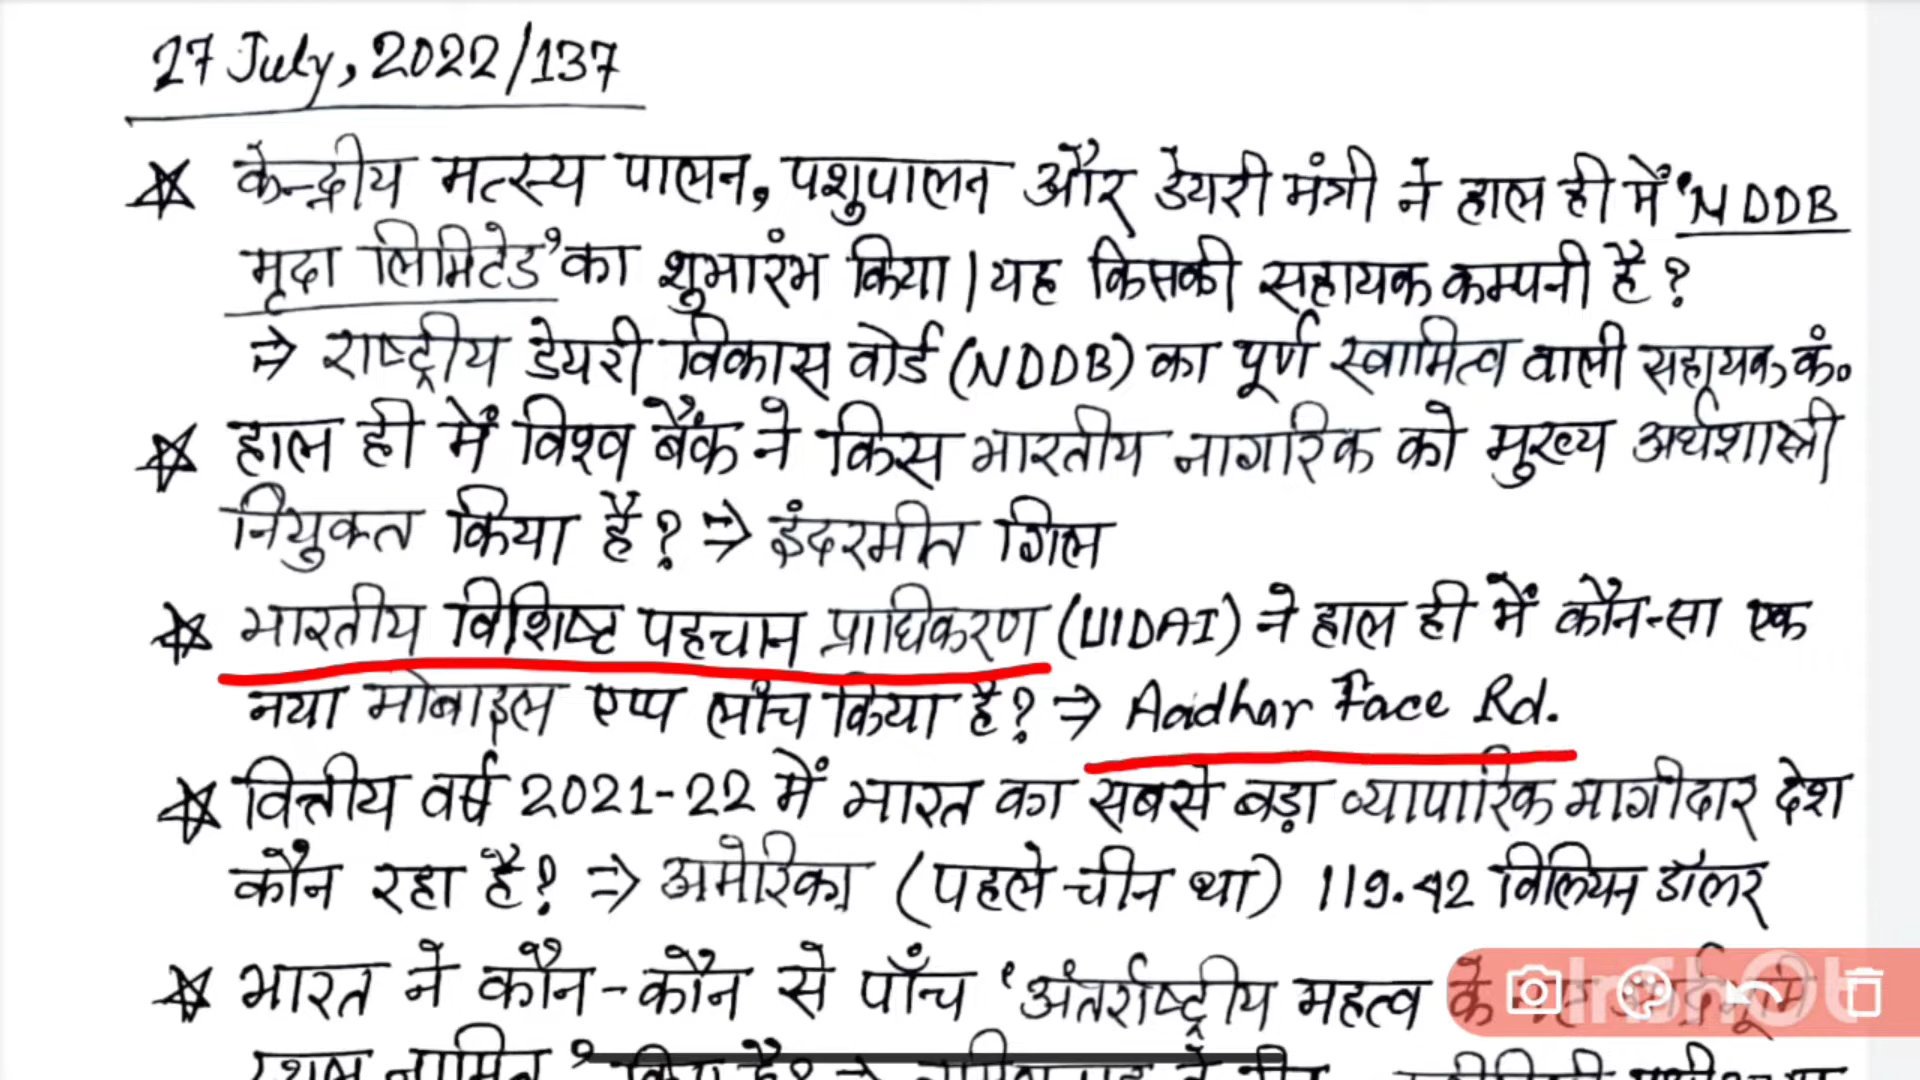 27 July, 2022/137
केन्द्रीय मत्स्य पालन, पशुपालन और डेयरी मंत्री ने हाल ही में 'NDDB
मृदा लिमिटेड' का शुभारंभ किया। यह किसकी सहायक कम्पनी है?
⇒ राष्ट्रीय डेयरी विकास बोर्ड (NDDB) का पूर्ण स्वामित्व वाली सहायक कं॰
हाल ही में विश्व बैंक ने किस भारतीय नागरिक को मुख्य अर्थशास्त्री
नियुक्त किया है? ⇒ इंदरमीत गिल
भारतीय विशिष्ट पहचान प्राधिकरण (UIDAI) ने हाल ही में कौन-सा एक
नया मोबाइल एप्प लाँच किया है? ⇒ Aadhar Face Rd.
वित्तीय वर्ष 2021-22 में भारत का सबसे बड़ा व्यापारिक भागीदार देश
कौन रहा है? ⇒ अमेरिका (पहले चीन था) 119.42 बिलियन डॉलर
भारत ने कौन-कौन से पाँच 'अंतर्राष्ट्रीय महत्व के
InShOt